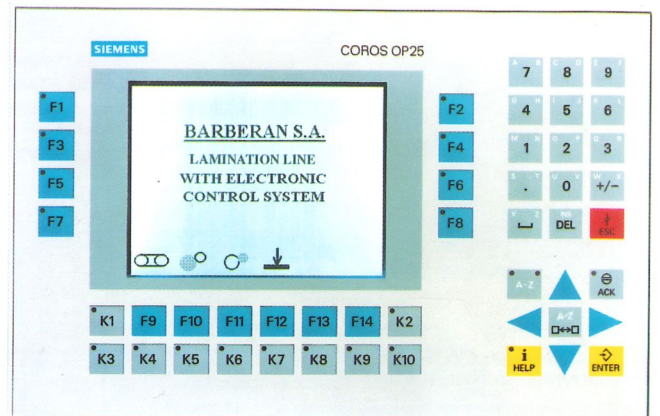 SIEMENS
COROS OP25
BARBERAN S.A.
LAMINATION LINE
WITH ELECTRONIC
CONTROL SYSTEM
F1
F3
F5
F7
F2
F4
F6
F8
K1 F9 F10 F11 F12 F13 F14 K2
K3 K4 K5 K6 K7 K8 K9 K10
A B C D E F
7 8 9
G H I J K L
4 5 6
M N O P Q R
1 2 3
S T U V W X
. 0 +/-
Y Z INS
DEL ESC
A-Z ACK
A-Z
HELP ENTER